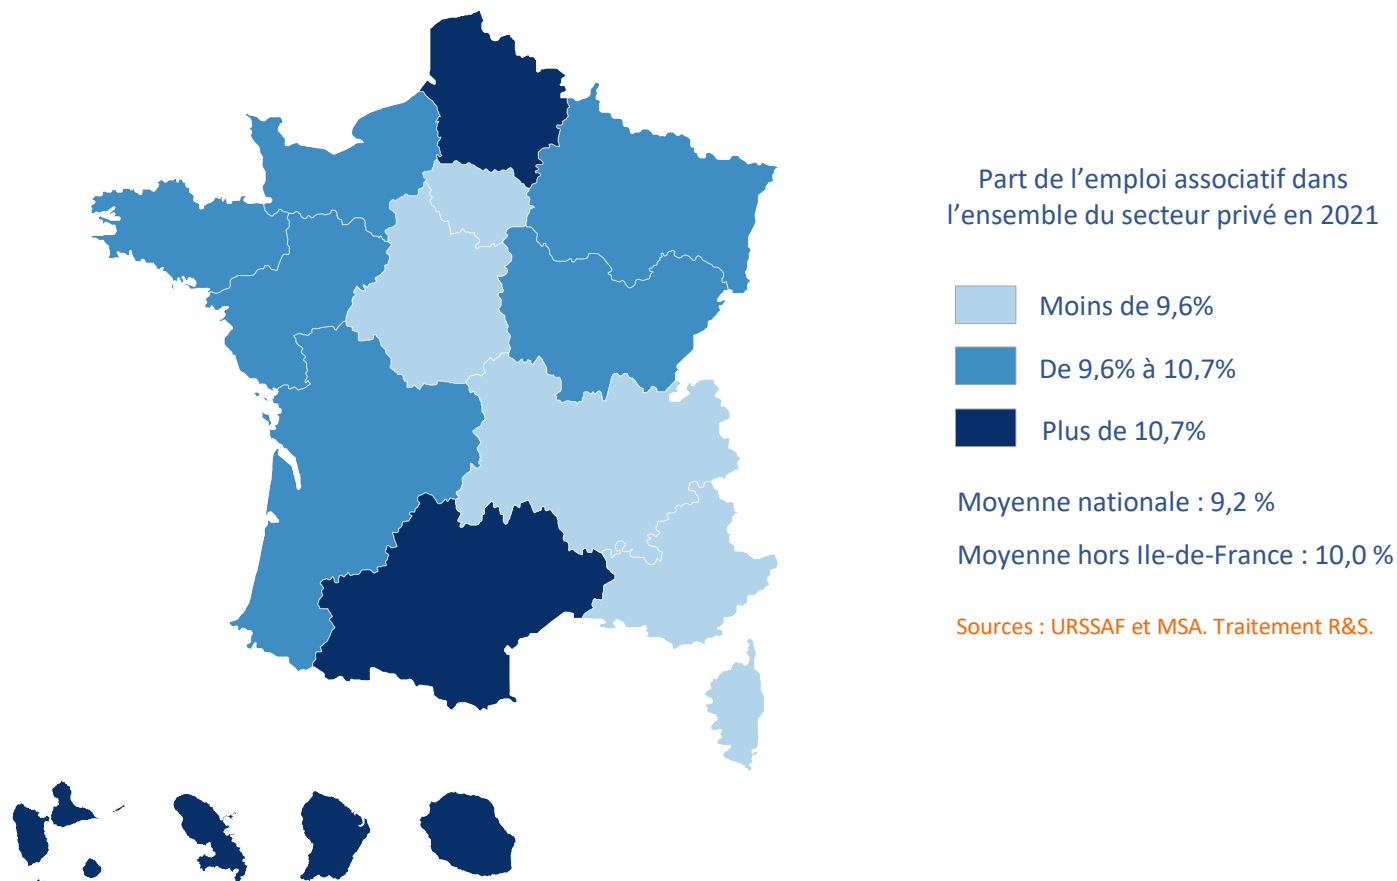 Part de l’emploi associatif dans
l’ensemble du secteur privé en 2021
Moins de 9,6%
De 9,6% à 10,7%
Plus de 10,7%
Moyenne nationale : 9,2 %
Moyenne hors Ile-de-France : 10,0 %
Sources : URSSAF et MSA. Traitement R&S.